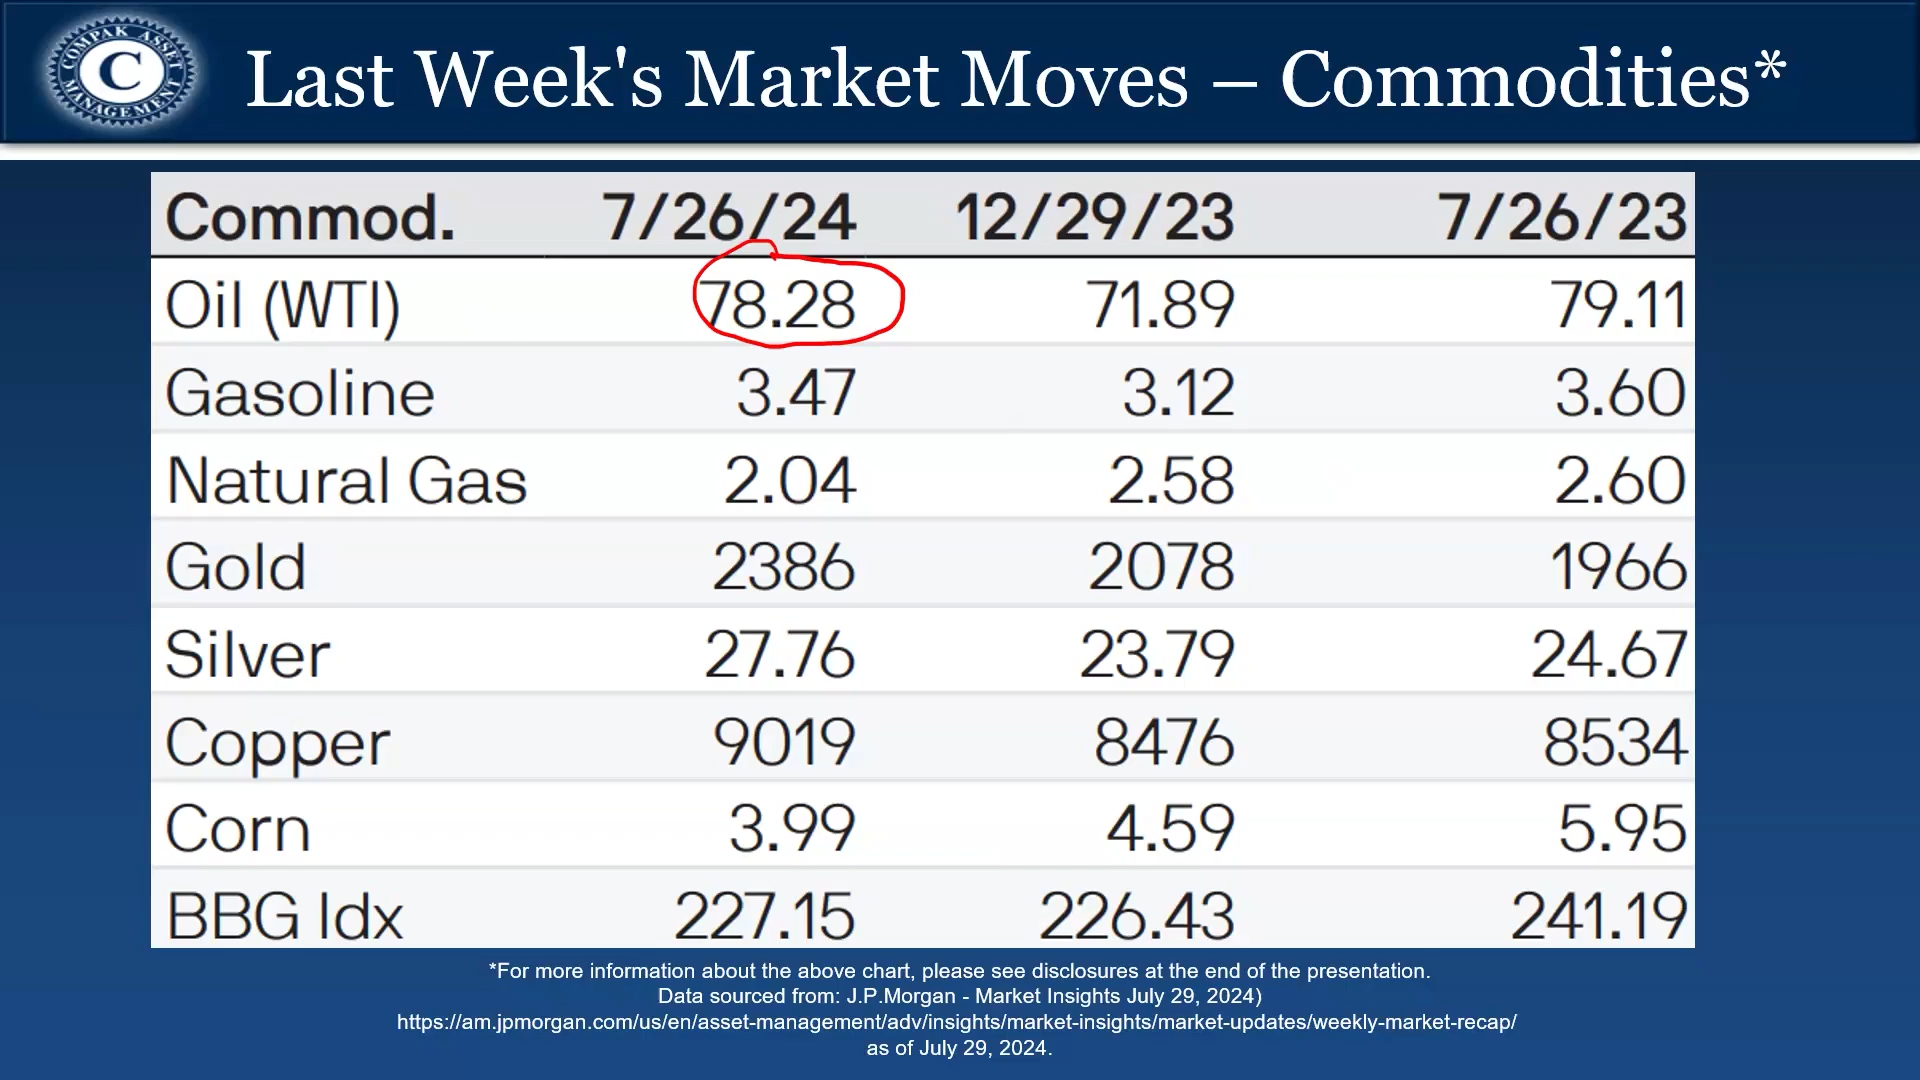 COMPAK ASSET MANAGEMENT
C
Last Week's Market Moves – Commodities*
Commod. 7/26/24 12/29/23 7/26/23
Oil (WTI) 78.28 71.89 79.11
Gasoline 3.47 3.12 3.60
Natural Gas 2.04 2.58 2.60
Gold 2386 2078 1966
Silver 27.76 23.79 24.67
Copper 9019 8476 8534
Corn 3.99 4.59 5.95
BBG Idx 227.15 226.43 241.19
*For more information about the above chart, please see disclosures at the end of the presentation.
Data sourced from: J.P.Morgan - Market Insights July 29, 2024)
https://am.jpmorgan.com/us/en/asset-management/adv/insights/market-insights/market-updates/weekly-market-recap/
as of July 29, 2024.